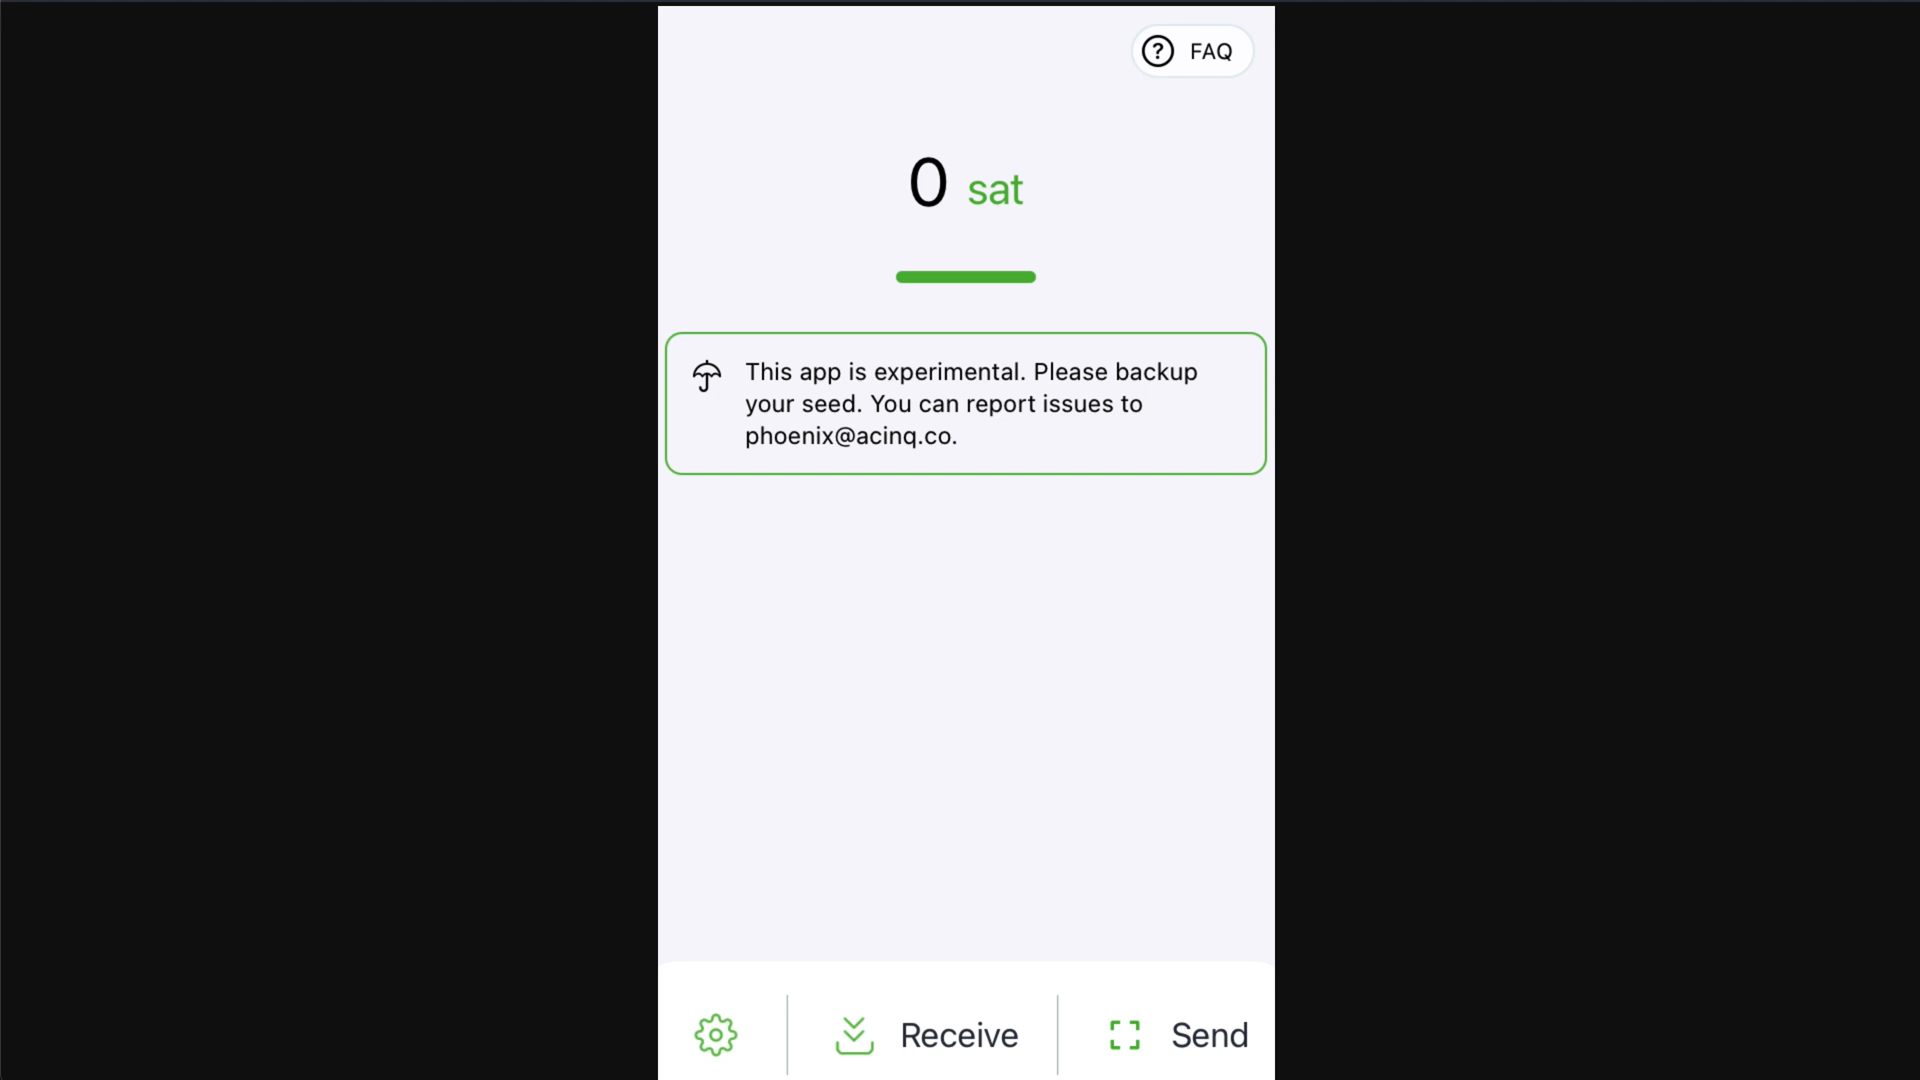 FAQ
0 sat
This app is experimental. Please backup
your seed. You can report issues to
phoenix@acinq.co.
Receive
Send